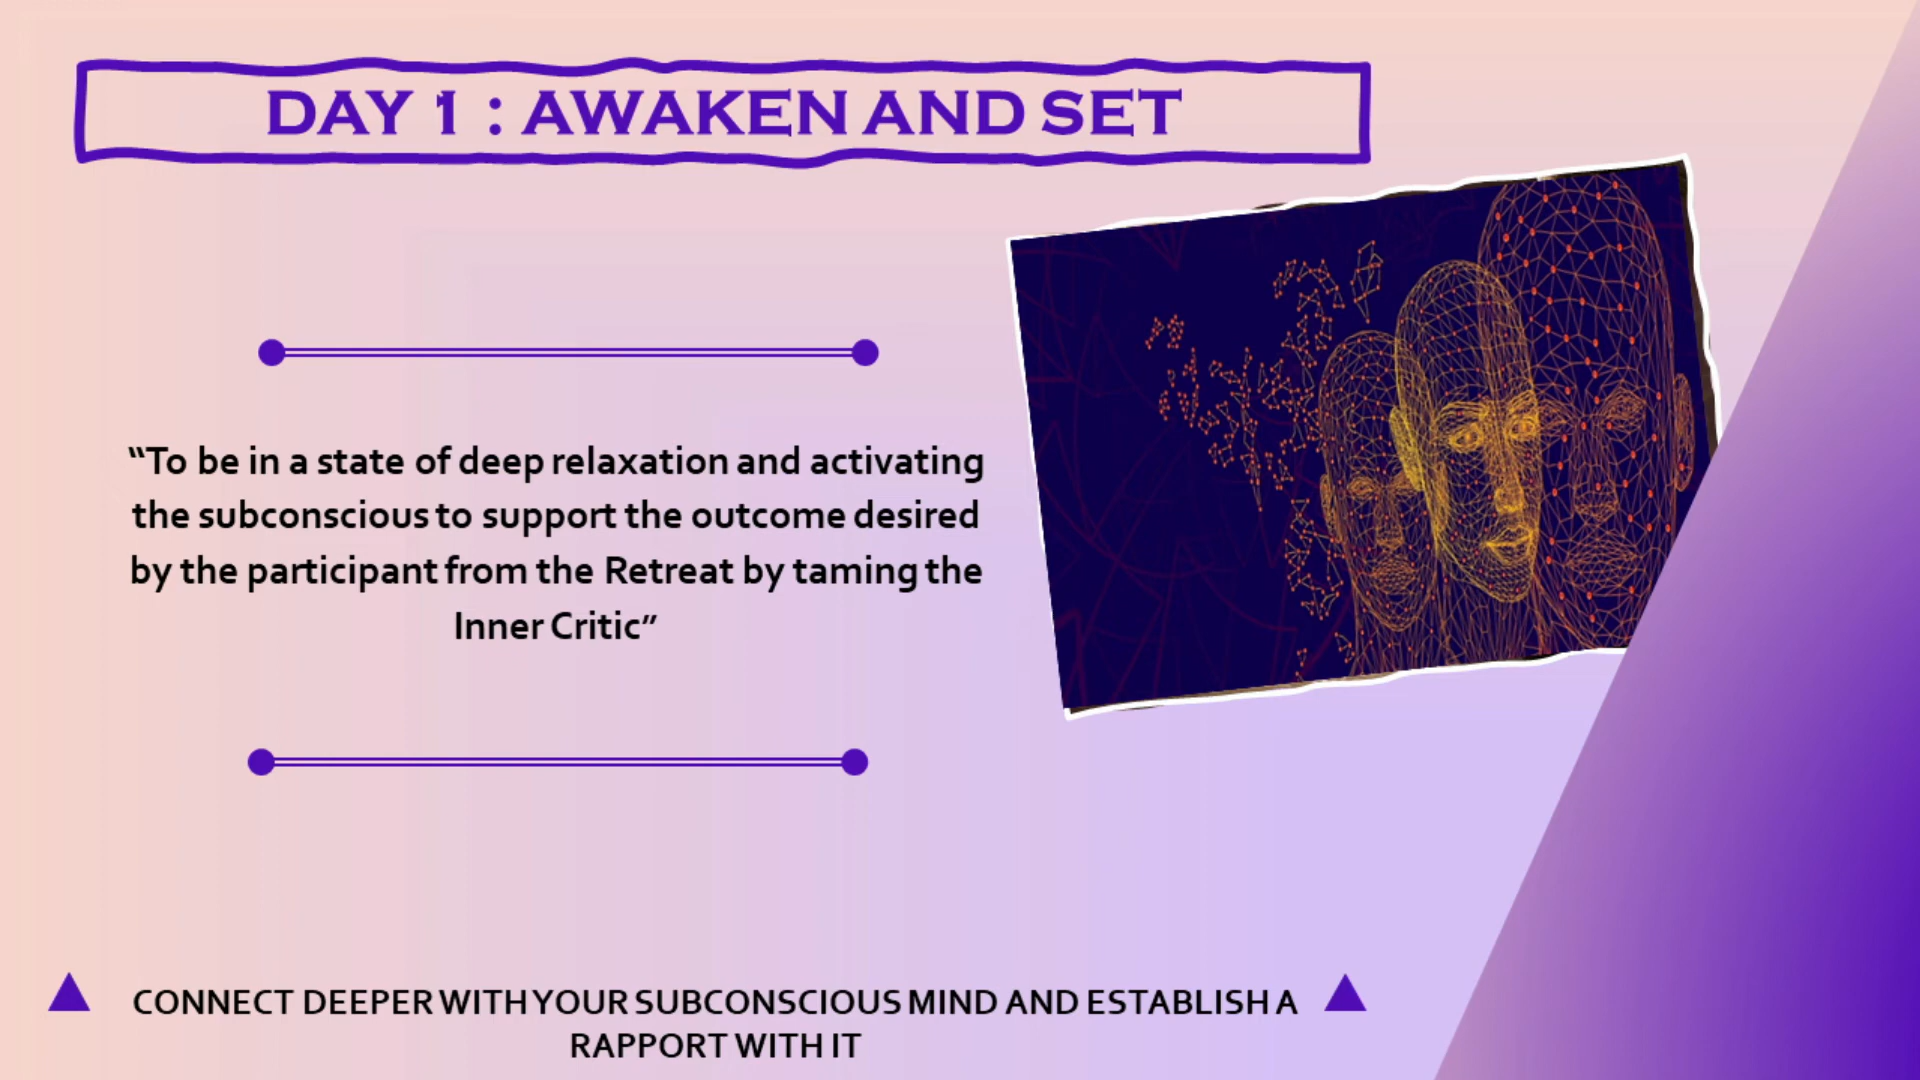 DAY 1 : AWAKEN AND SET
“To be in a state of deep relaxation and activating
the subconscious to support the outcome desired
by the participant from the Retreat by taming the
Inner Critic”
CONNECT DEEPER WITH YOUR SUBCONSCIOUS MIND AND ESTABLISH A
RAPPORT WITH IT